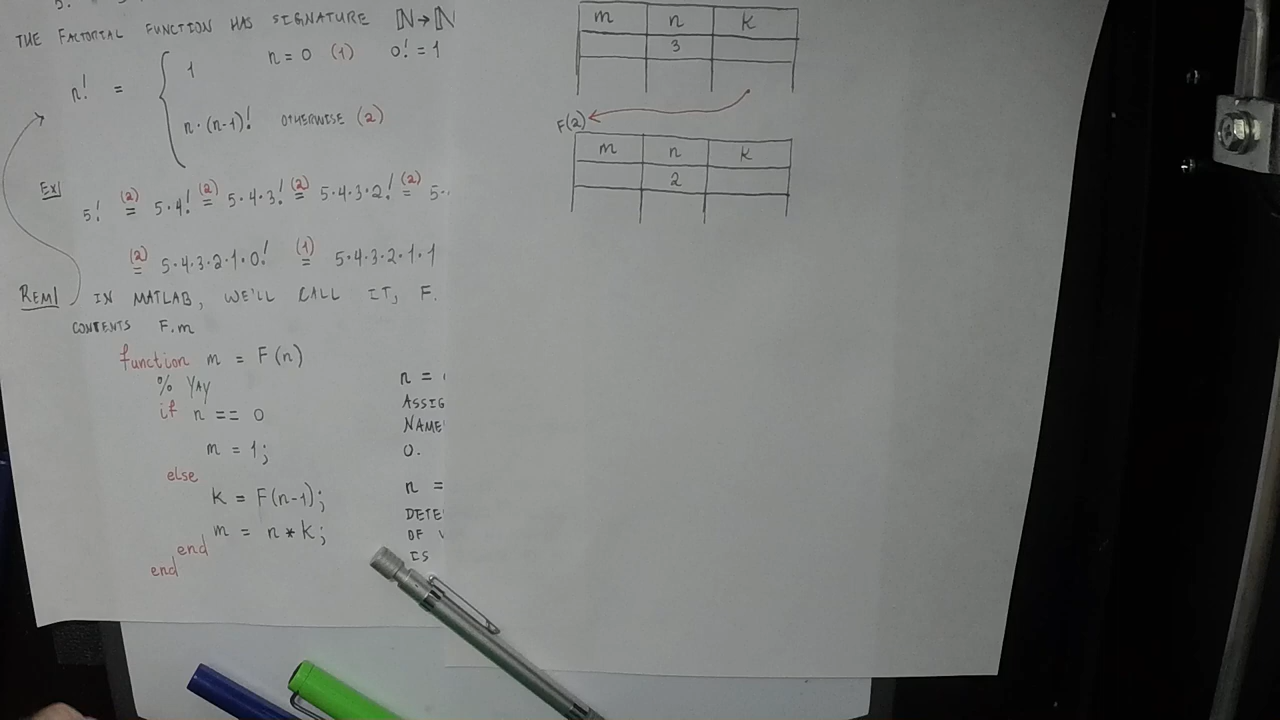 THE FACTORIAL FUNCTION HAS SIGNATURE ℕ→ℕ
n! = { 1 n = 0 (1) 0! = 1
n·(n-1)! OTHERWISE (2)
Ex| 5! (2)= 5·4! (2)= 5·4·3! (2)= 5·4·3·2! (2)= 5·
(2)= 5·4·3·2·1·0! (1)= 5·4·3·2·1·1
REM| IN MATLAB, WE'LL CALL IT, F.
CONTENTS F.m
function m = F(n)
% YAY
if n == 0
m = 1;
else
k = F(n-1);
m = n * k;
end
end
n =
ASSIG
NAME
0.
n =
DETE
OF
IS
m n k
3
F(2)
m n k
2